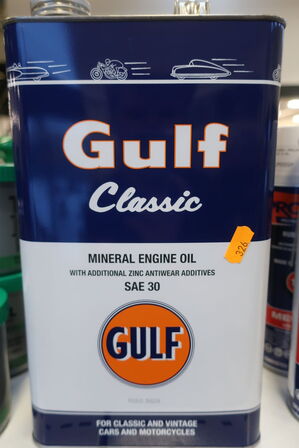 Gulf
Classic
326
MINERAL ENGINE OIL
WITH ADDITIONAL ZINC ANTIWEAR ADDITIVES
SAE 30
GULF
FOR CLASSIC AND VINTAGE
CARS AND MOTORCYCLES